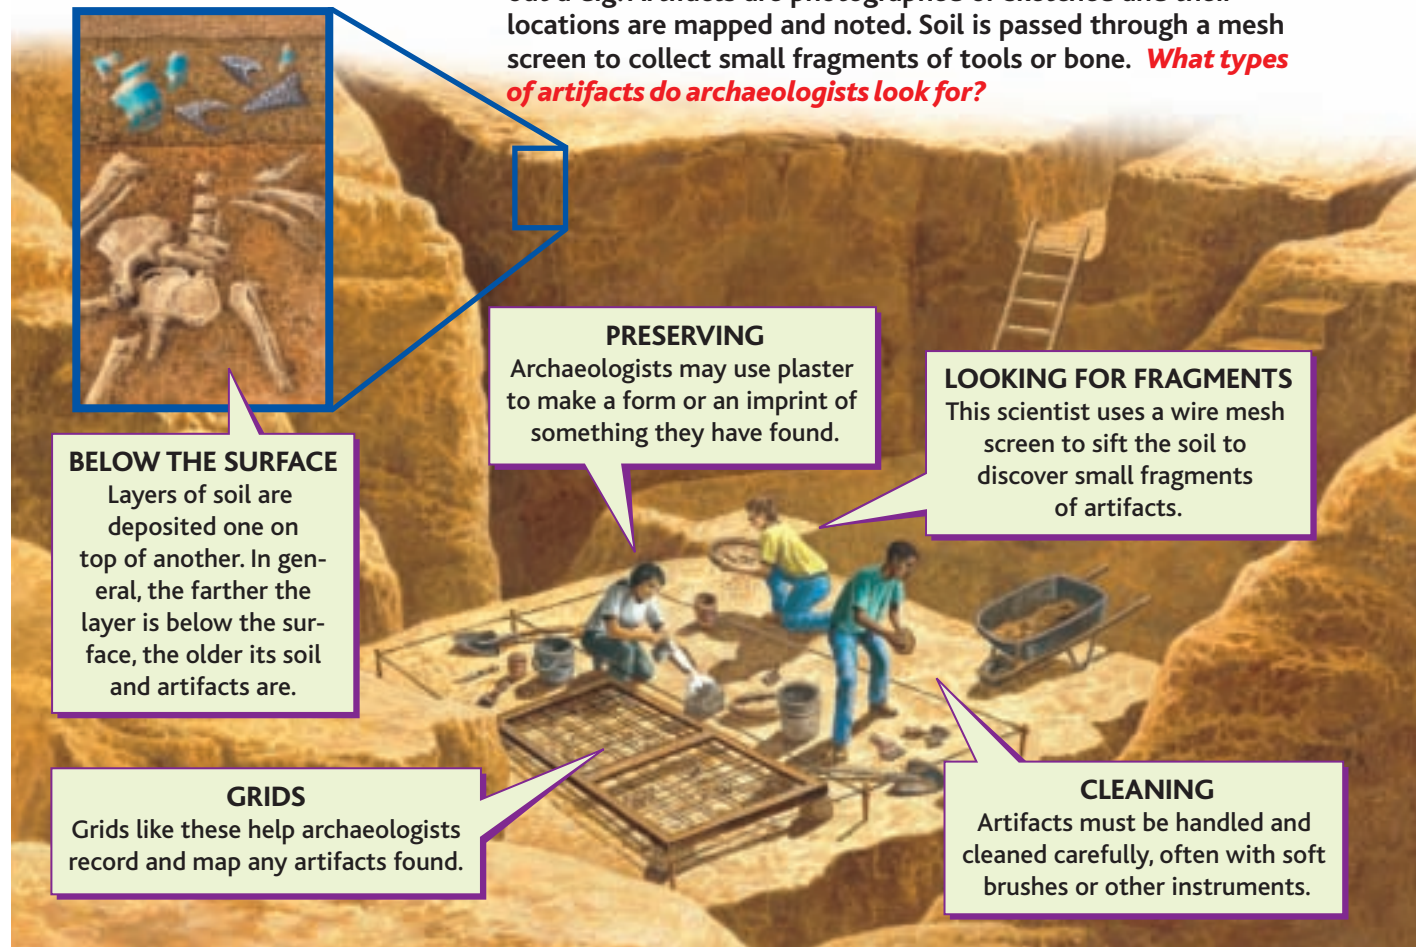 locations are mapped and noted. Soil is passed through a mesh
screen to collect small fragments of tools or bone. What types
of artifacts do archaeologists look for?
PRESERVING
Archaeologists may use plaster
to make a form or an imprint of
something they have found.
LOOKING FOR FRAGMENTS
This scientist uses a wire mesh
screen to sift the soil to
discover small fragments
of artifacts.
BELOW THE SURFACE
Layers of soil are
deposited one on
top of another. In gen-
eral, the farther the
layer is below the sur-
face, the older its soil
and artifacts are.
GRIDS
Grids like these help archaeologists
record and map any artifacts found.
CLEANING
Artifacts must be handled and
cleaned carefully, often with soft
brushes or other instruments.